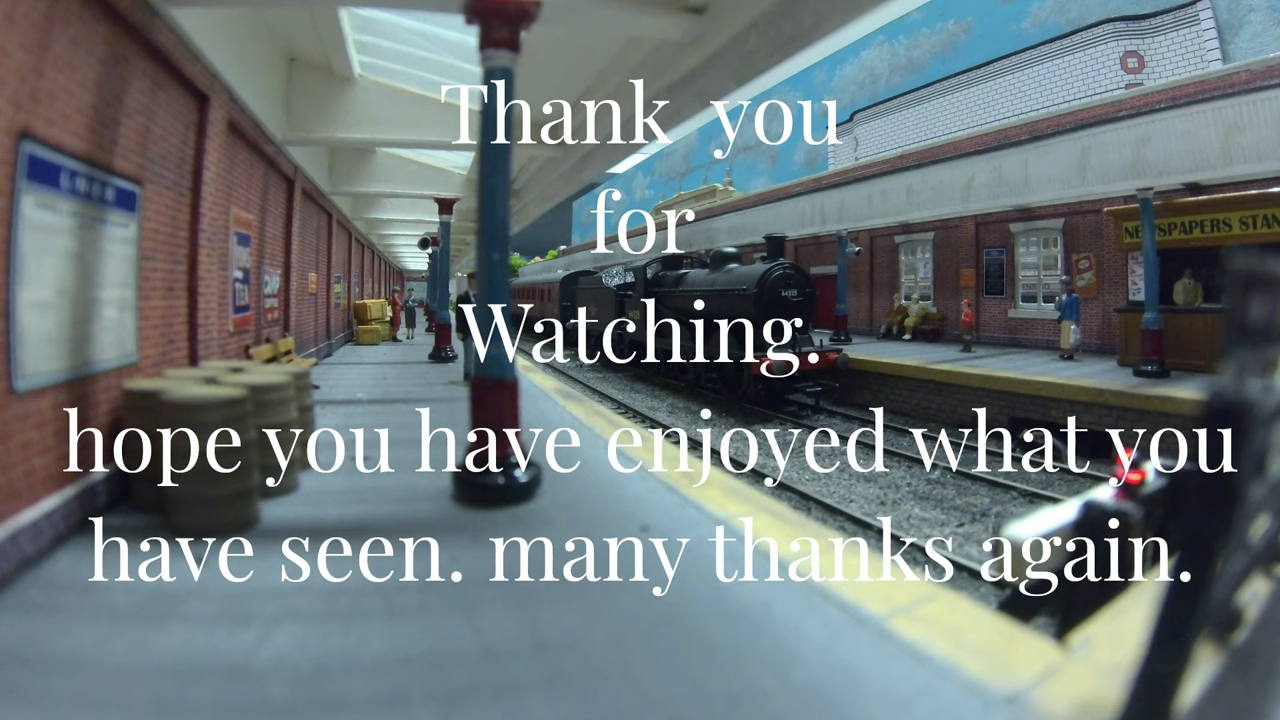 Thank you
for
Watching.
hope you have enjoyed what you
have seen. many thanks again.
NEWSPAPERS STAN